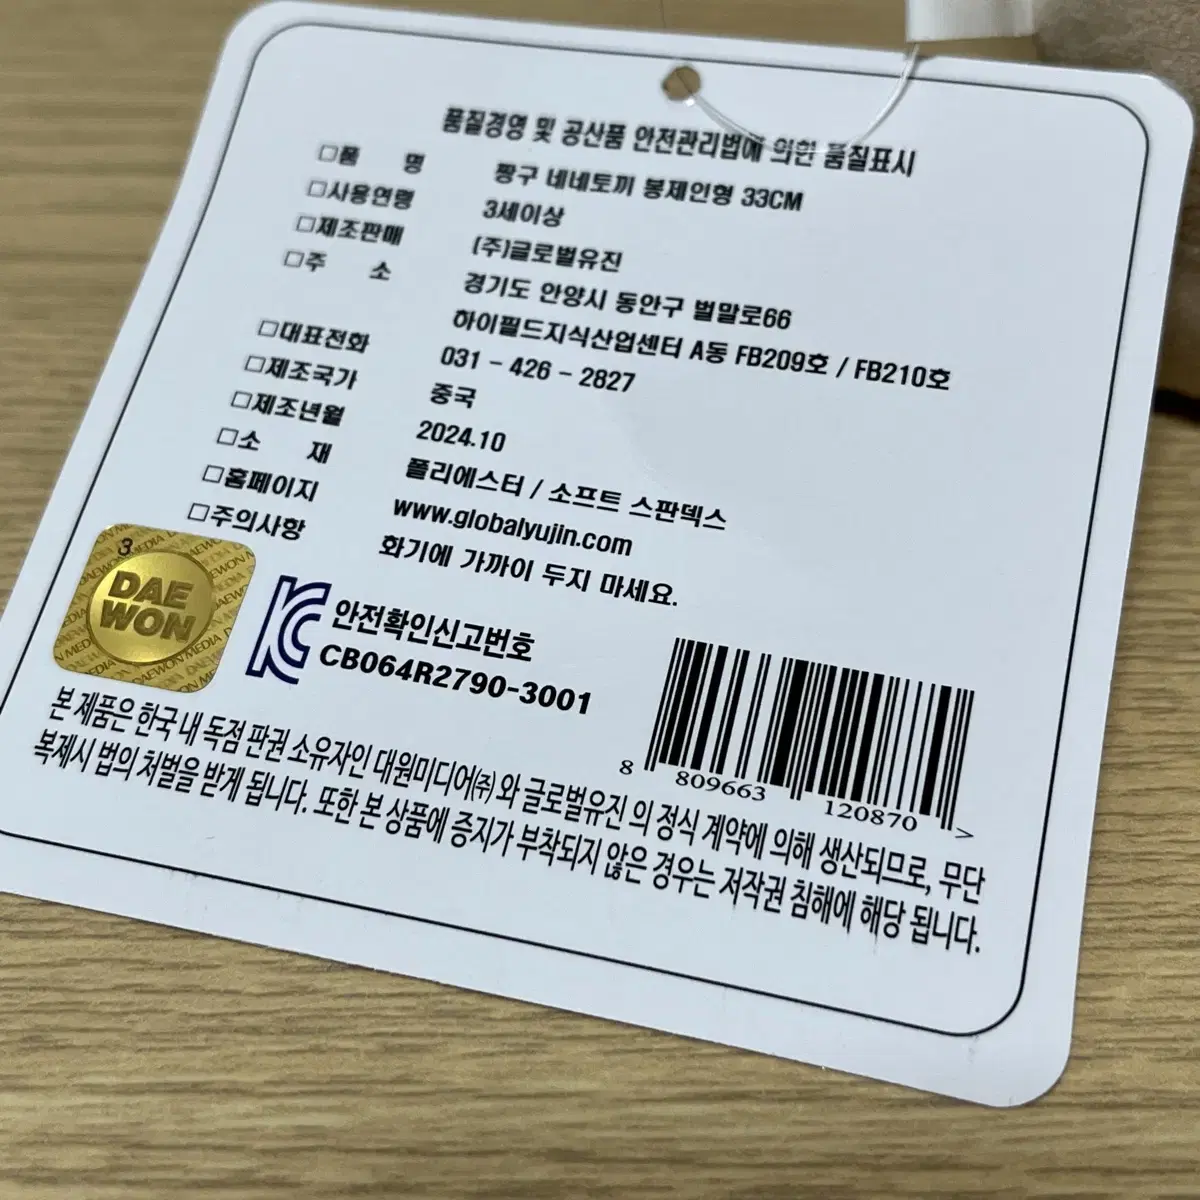 품질경영 및 공산품 안전관리법에 의한 품질표시
□품 명 짱구 네네토끼 봉제인형 33CM
□사용연령 3세이상
□제조판매 (주)글로벌유진
□주 소 경기도 안양시 동안구 벌말로66
하이필드지식산업센터 A동 FB209호 / FB210호
□대표전화 031 - 426 - 2827
□제조국가 중국
□제조년월 2024.10
□소 재 폴리에스터 / 소프트 스판덱스
□홈페이지 www.globalyujin.com
□주의사항 화기에 가까이 두지 마세요.
3
DAE
WON
KC 안전확인신고번호
CB064R2790-3001
8 809663 120870 >
본 제품은 한국 내 독점 판권 소유자인 대원미디어(주) 와 글로벌유진 의 정식 계약에 의해 생산되므로, 무단
복제시 법의 처벌을 받게 됩니다. 또한 본 상품에 증지가 부착되지 않은 경우는 저작권 침해에 해당 됩니다.